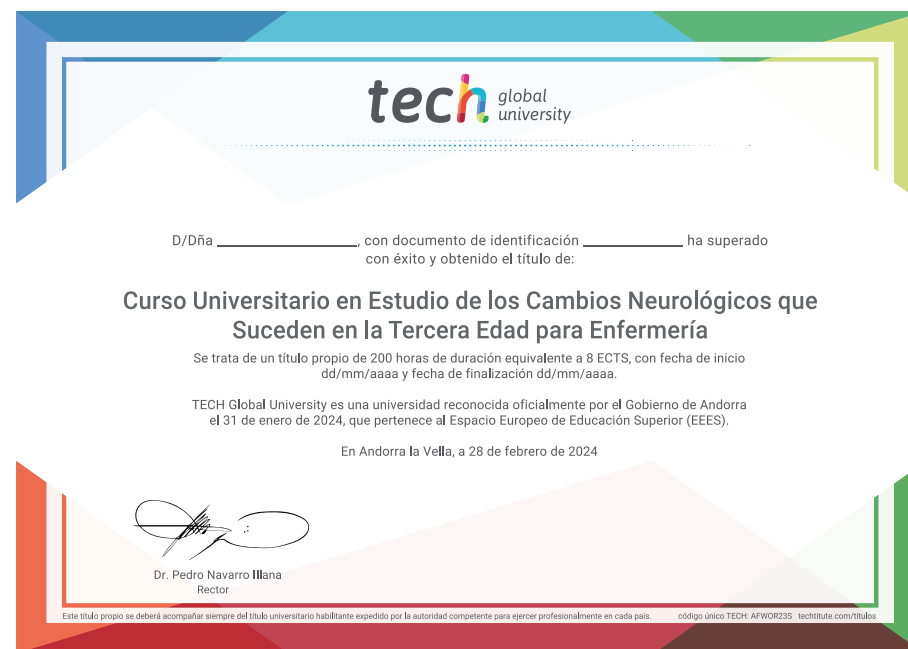 tech global university
D/Dña ____________________, con documento de identificación ______________ ha superado
con éxito y obtenido el título de:
Curso Universitario en Estudio de los Cambios Neurológicos que
Suceden en la Tercera Edad para Enfermería
Se trata de un título propio de 200 horas de duración equivalente a 8 ECTS, con fecha de inicio
dd/mm/aaaa y fecha de finalización dd/mm/aaaa.
TECH Global University es una universidad reconocida oficialmente por el Gobierno de Andorra
el 31 de enero de 2024, que pertenece al Espacio Europeo de Educación Superior (EEES).
En Andorra la Vella, a 28 de febrero de 2024
Dr. Pedro Navarro Illana
Rector
Este título propio se deberá acompañar siempre del título universitario habilitante expedido por la autoridad competente para ejercer profesionalmente en cada país. código único TECH: AFWOR23S techtitute.com/titulos